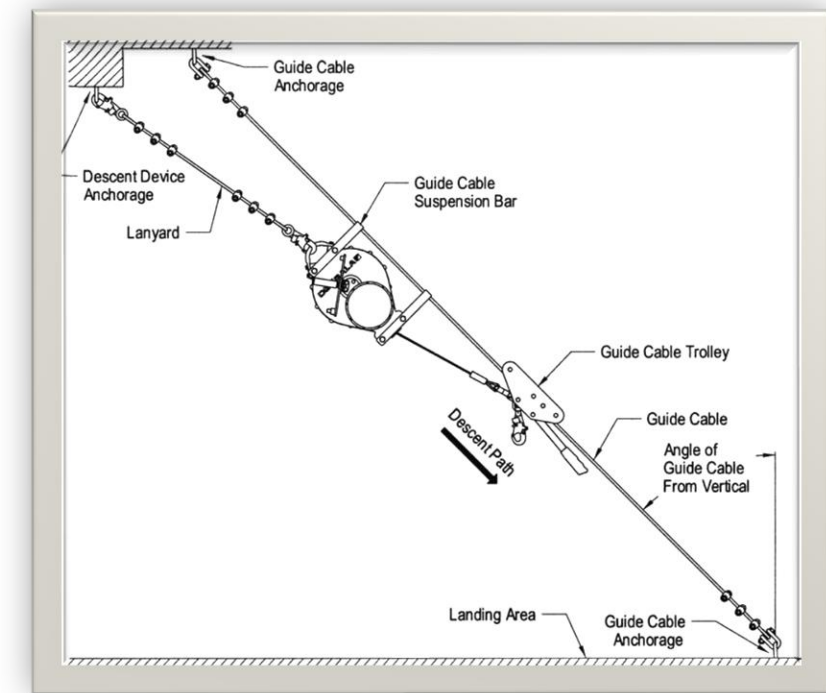 Guide Cable
Anchorage
Descent Device
Anchorage
Lanyard
Guide Cable
Suspension Bar
Guide Cable Trolley
Guide Cable
Descent Path
Angle of
Guide Cable
From Vertical
Landing Area
Guide Cable
Anchorage